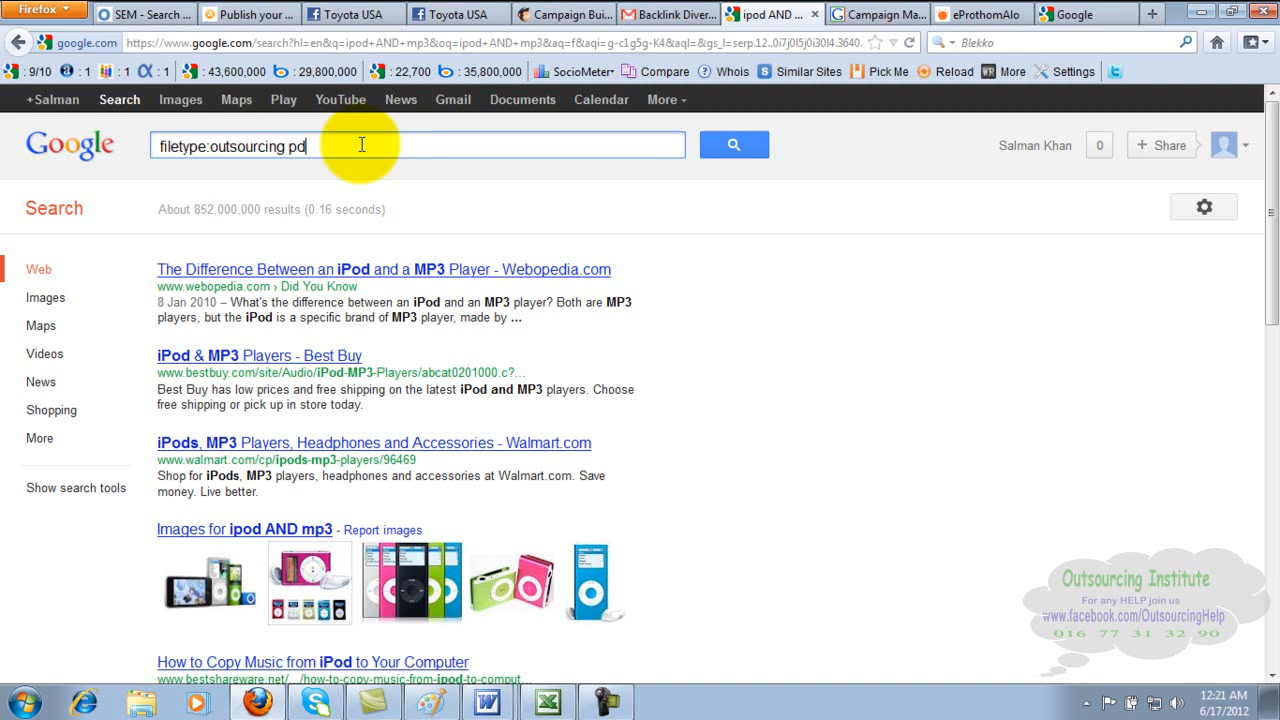 Firefox
SEM - Search ...
Publish your ...
Toyota USA
Toyota USA
Campaign Bui...
Backlink Diver...
ipod AND ...
Campaign Ma...
eProthomAlo
Google
google.com
https://www.google.com/search?hl=en&q=ipod+AND+mp3&oq=ipod+AND+mp3&aq=f&aqi=g-c1g5g-K4&aql=&gs_l=serp.12..0i7j0l5j0i30l4.3640.
Blekko
: 9/10 : 1 : 1 α : 1 : 43,600,000 : 29,800,000 : 22,700 : 35,800,000 SocioMeter Compare Whois Similar Sites Pick Me Reload WR More Settings
+Salman Search Images Maps Play YouTube News Gmail Documents Calendar More
Google
filetype:outsourcing pd
Salman Khan 0 + Share
Search
About 852,000,000 results (0.16 seconds)
Web
Images
Maps
Videos
News
Shopping
More
Show search tools
The Difference Between an iPod and a MP3 Player - Webopedia.com
www.webopedia.com › Did You Know
8 Jan 2010 – What's the difference between an iPod and an MP3 player? Both are MP3
players, but the iPod is a specific brand of MP3 player, made by ...
iPod & MP3 Players - Best Buy
www.bestbuy.com/site/Audio/iPod-MP3-Players/abcat0201000.c?...
Best Buy has low prices and free shipping on the latest iPod and MP3 players. Choose
free shipping or pick up in store today.
iPods, MP3 Players, Headphones and Accessories - Walmart.com
www.walmart.com/cp/ipods-mp3-players/96469
Shop for iPods, MP3 players, headphones and accessories at Walmart.com. Save
money. Live better.
Images for ipod AND mp3 - Report images
How to Copy Music from iPod to Your Computer
www.bestshareware.net/.../how-to-copy-music-from-ipod-to-comput...
Outsourcing Institute
For any HELP join us
www.facebook.com/OutsourcingHelp
016 77 31 32 90
12:21 AM
6/17/2012